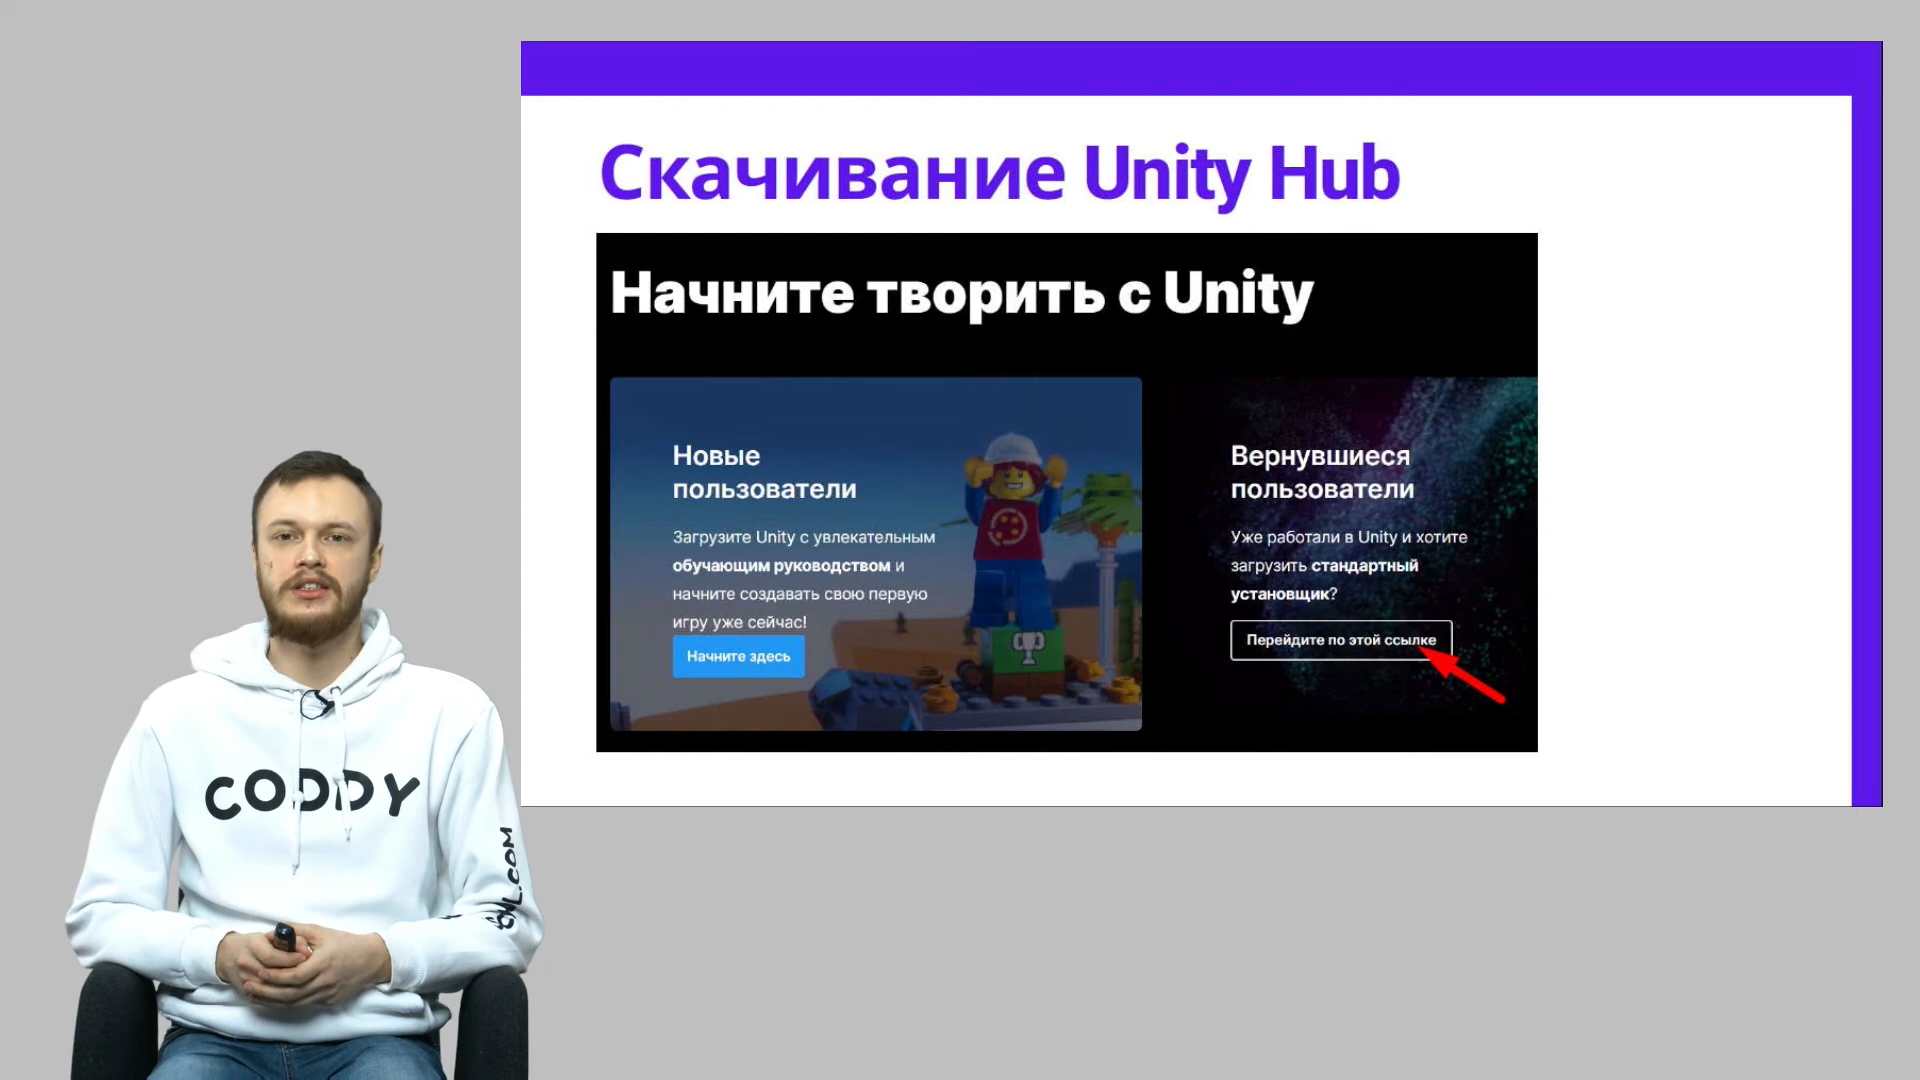 Скачивание Unity Hub
Начните творить с Unity
Новые
пользователи
Загрузите Unity с увлекательным
обучающим руководством и
начните создавать свою первую
игру уже сейчас!
Начните здесь
Вернувшиеся
пользователи
Уже работали в Unity и хотите
загрузить стандартный
установщик?
Перейдите по этой ссылке
CODDY